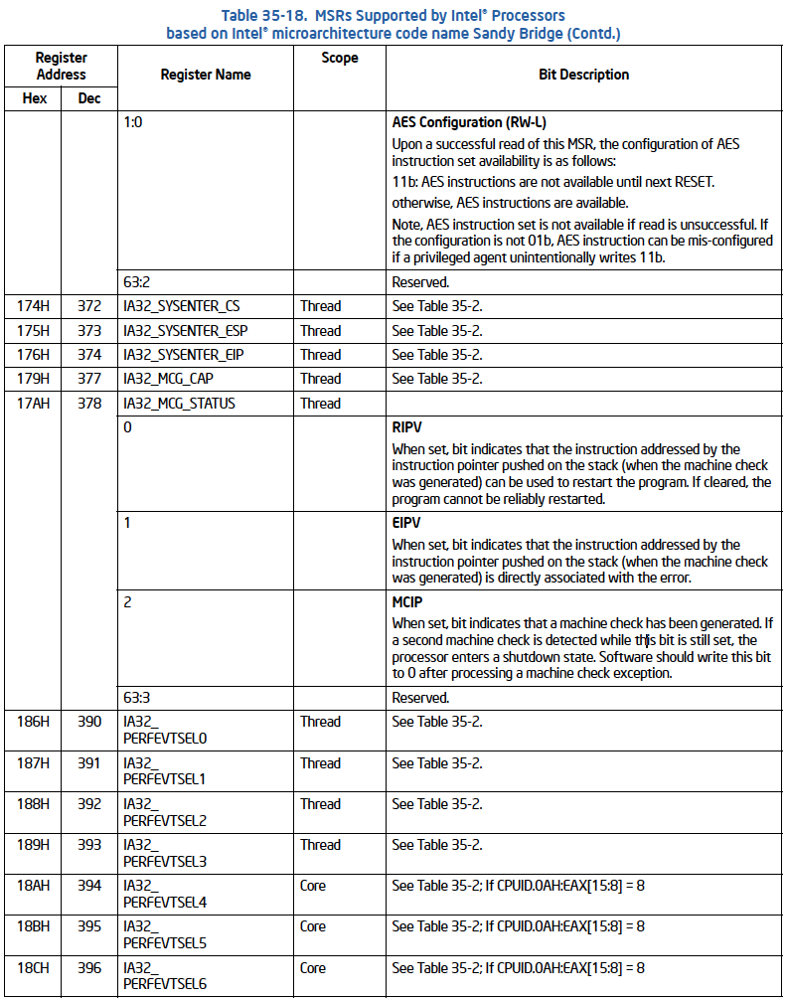 Table 35-18. MSRs Supported by Intel® Processors
based on Intel® microarchitecture code name Sandy Bridge (Contd.)
Register
Address
Register Name
Scope
Bit Description
Hex
Dec
1:0
AES Configuration (RW-L)
Upon a successful read of this MSR, the configuration of AES
instruction set availability is as follows:
11b: AES instructions are not available until next RESET.
otherwise, AES instructions are available.
Note, AES instruction set is not available if read is unsuccessful. If
the configuration is not 01b, AES instruction can be mis-configured
if a privileged agent unintentionally writes 11b.
63:2 Reserved.
174H 372 IA32_SYSENTER_CS Thread See Table 35-2.
175H 373 IA32_SYSENTER_ESP Thread See Table 35-2.
176H 374 IA32_SYSENTER_EIP Thread See Table 35-2.
179H 377 IA32_MCG_CAP Thread See Table 35-2.
17AH 378 IA32_MCG_STATUS Thread
0 RIPV
When set, bit indicates that the instruction addressed by the
instruction pointer pushed on the stack (when the machine check
was generated) can be used to restart the program. If cleared, the
program cannot be reliably restarted.
1 EIPV
When set, bit indicates that the instruction addressed by the
instruction pointer pushed on the stack (when the machine check
was generated) is directly associated with the error.
2 MCIP
When set, bit indicates that a machine check has been generated. If
a second machine check is detected while this bit is still set, the
processor enters a shutdown state. Software should write this bit
to 0 after processing a machine check exception.
63:3 Reserved.
186H 390 IA32_ Thread See Table 35-2.
PERFEVTSEL0
187H 391 IA32_ Thread See Table 35-2.
PERFEVTSEL1
188H 392 IA32_ Thread See Table 35-2.
PERFEVTSEL2
189H 393 IA32_ Thread See Table 35-2.
PERFEVTSEL3
18AH 394 IA32_ Core See Table 35-2; If CPUID.0AH:EAX[15:8] = 8
PERFEVTSEL4
18BH 395 IA32_ Core See Table 35-2; If CPUID.0AH:EAX[15:8] = 8
PERFEVTSEL5
18CH 396 IA32_ Core See Table 35-2; If CPUID.0AH:EAX[15:8] = 8
PERFEVTSEL6